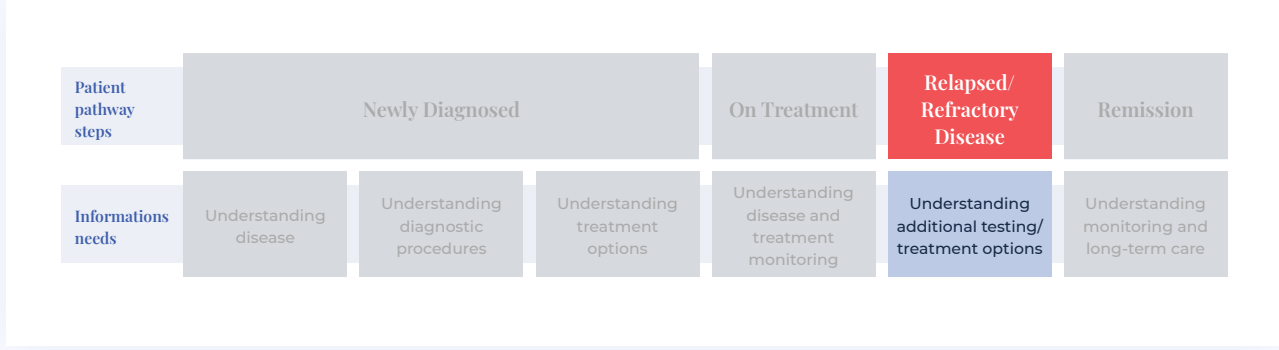 Patient
pathway
steps
Newly Diagnosed
On Treatment
Relapsed/
Refractory
Disease
Remission
Informations
needs
Understanding
disease
Understanding
diagnostic
procedures
Understanding
treatment
options
Understanding
disease and
treatment
monitoring
Understanding
additional testing/
treatment options
Understanding
monitoring and
long-term care